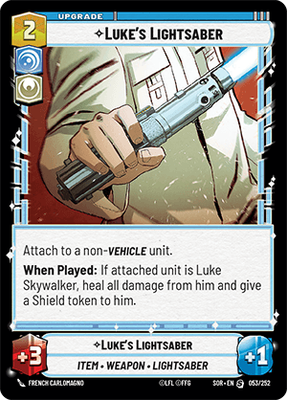 UPGRADE
2
✧LUKE'S LIGHTSABER
Attach to a non-VEHICLE unit.
When Played: If attached unit is Luke
Skywalker, heal all damage from him and give
a Shield token to him.
✧LUKE'S LIGHTSABER
+3
ITEM • WEAPON • LIGHTSABER
+1
FRENCH CARLOMAGNO
©LFL ⓒFFG
SOR • EN
053/252